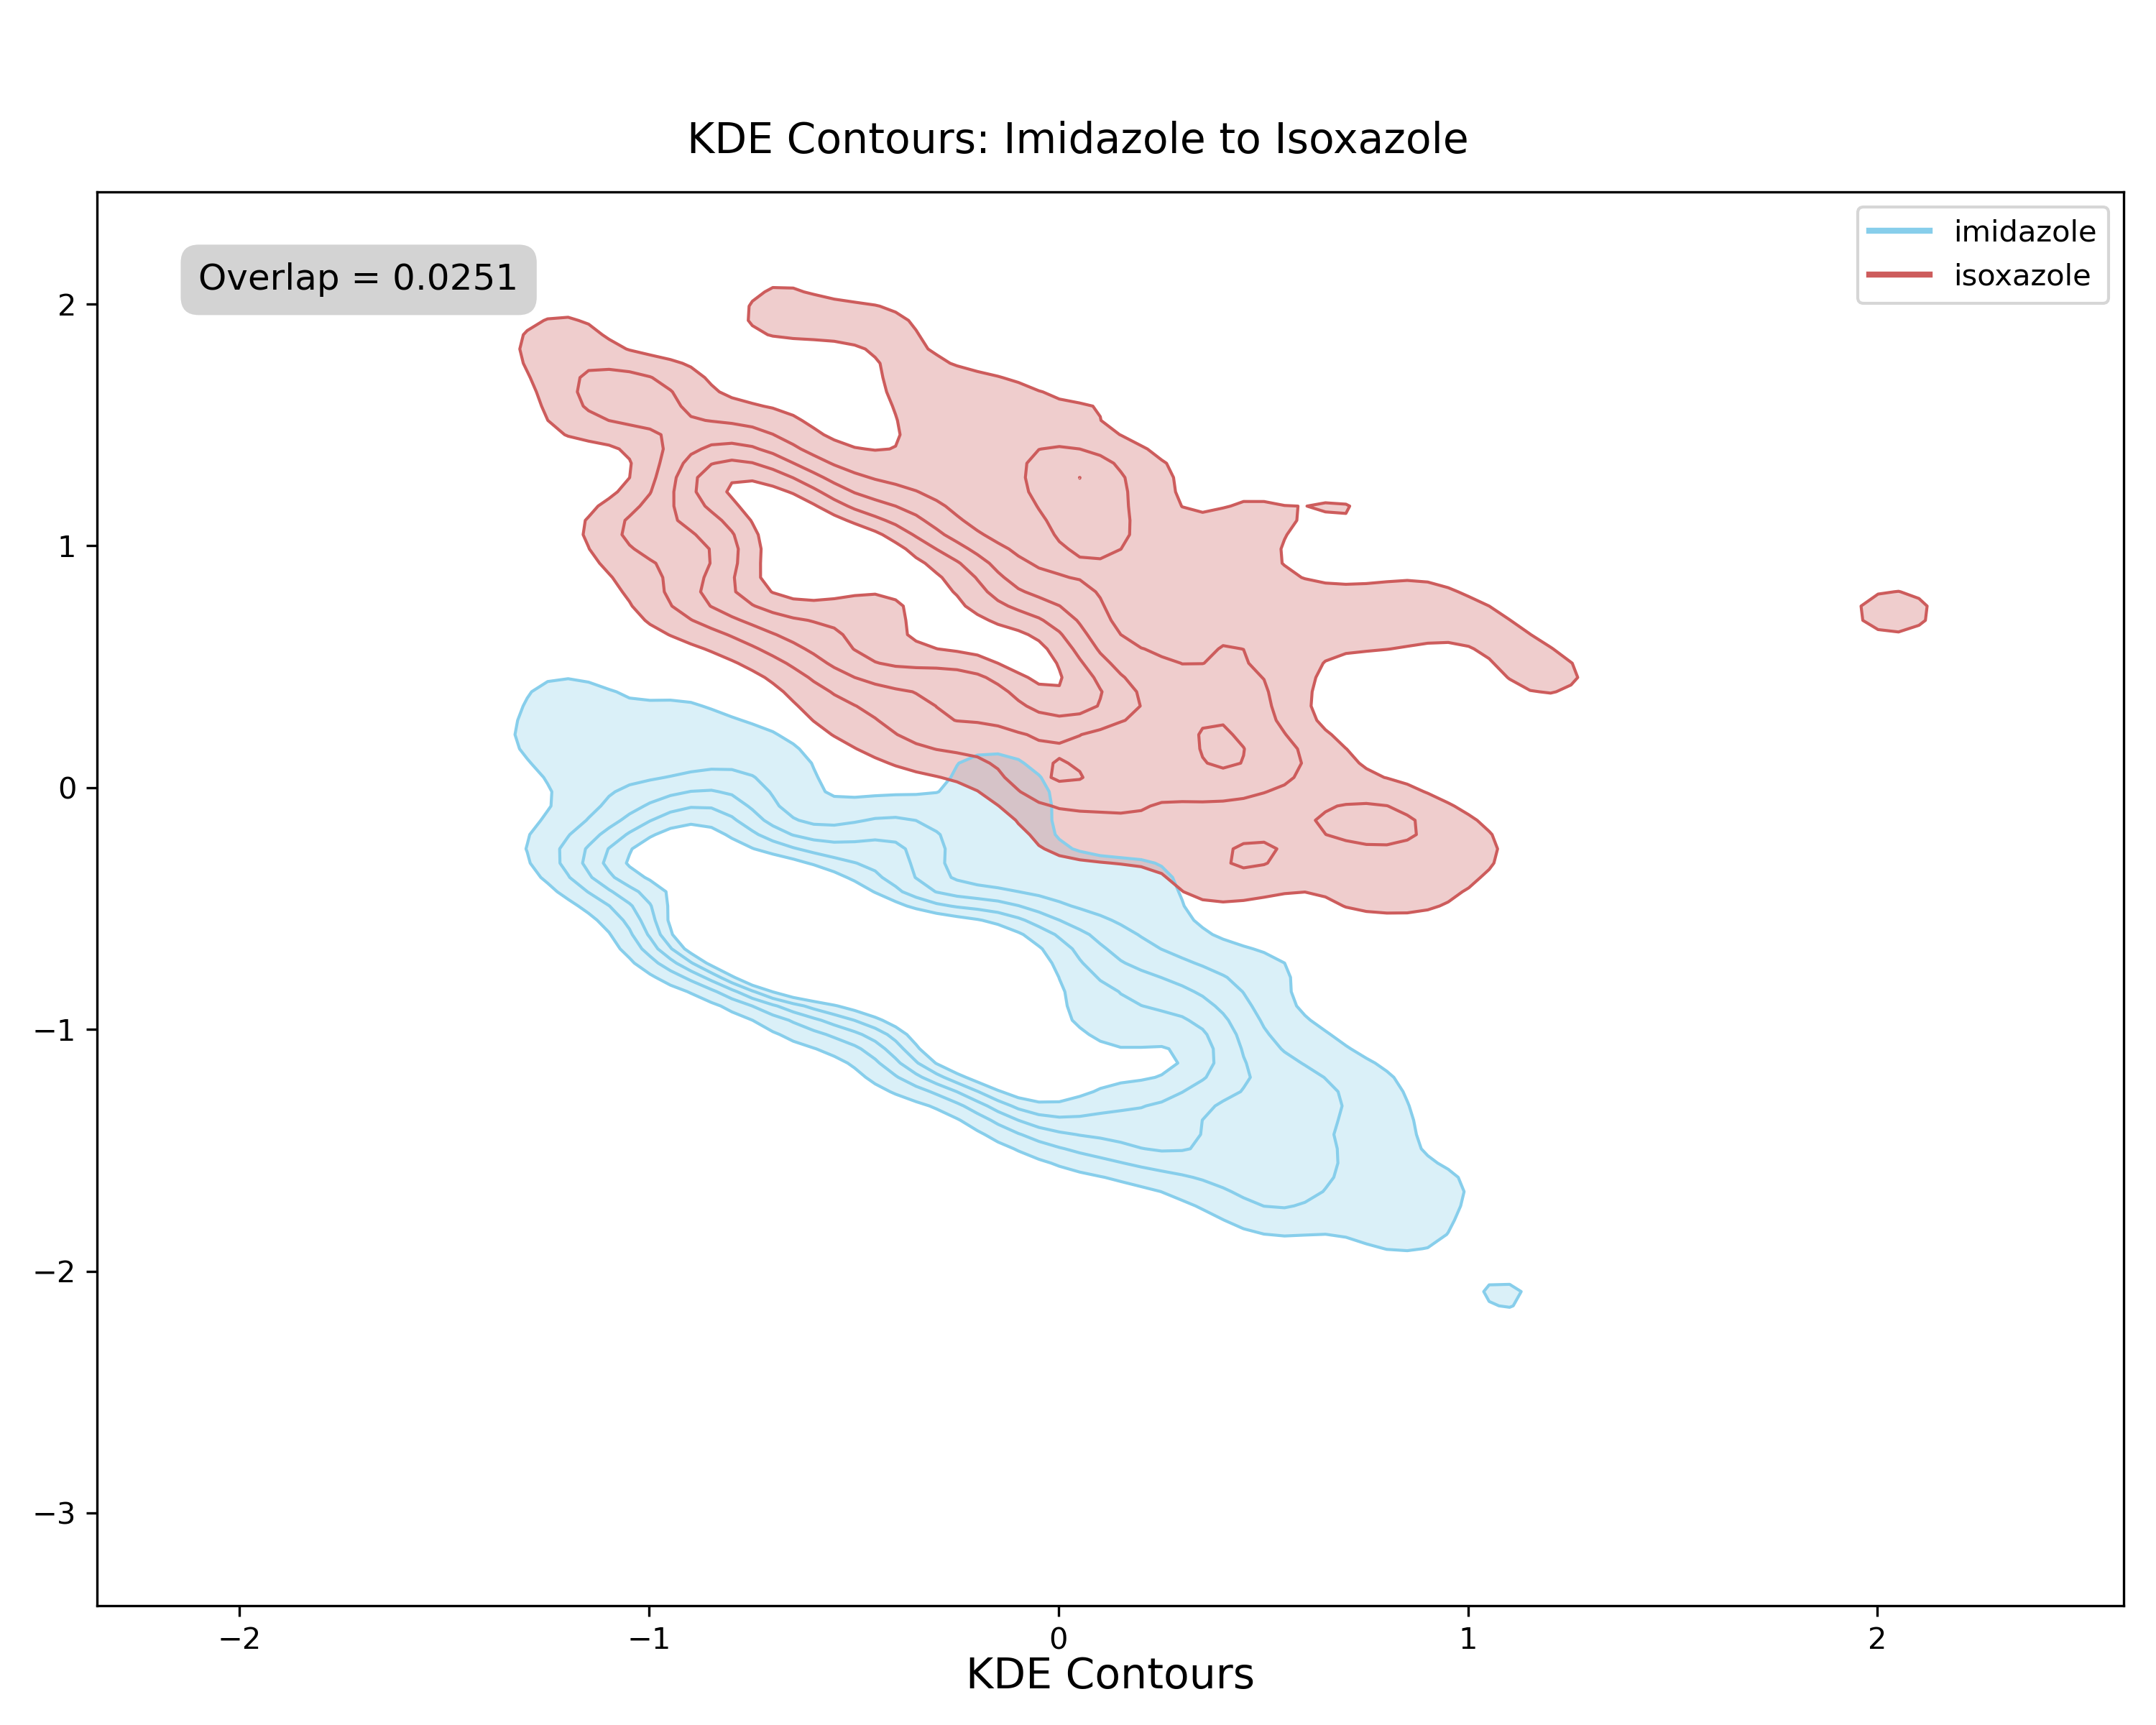 KDE Contours: Imidazole to Isoxazole
Overlap = 0.0251
imidazole
isoxazole
2
1
0
−1
−2
−3
−2
−1
0
1
2
KDE Contours